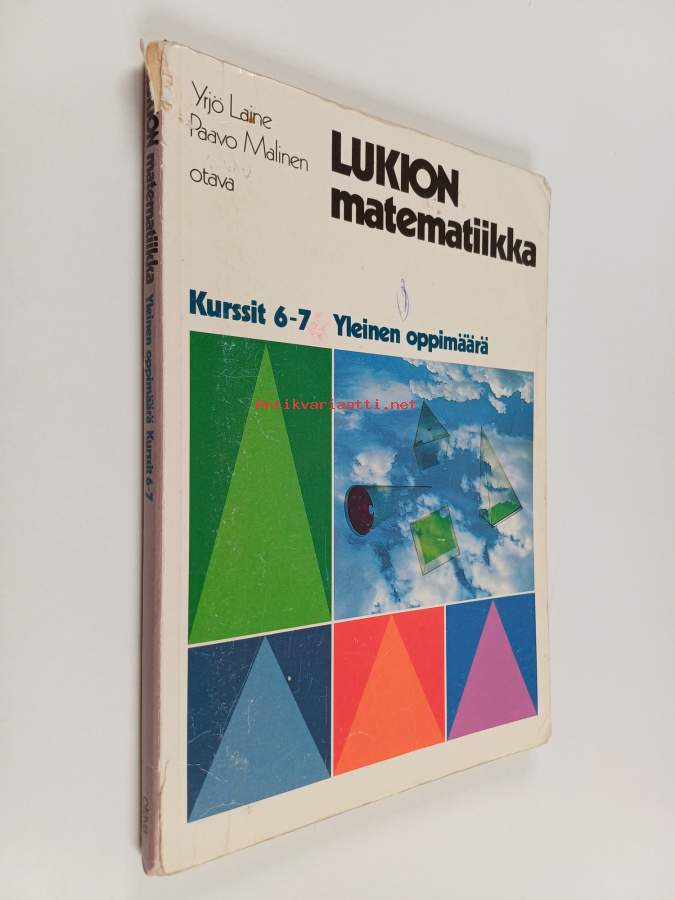 Yrjö Laine
Paavo Malinen
otava
LUKION
matematiikka
Kurssit 6-7 Yleinen oppimäärä
Antikvariaatti.net
LUKION matematiikka Yleinen oppimäärä Kurssit 6-7